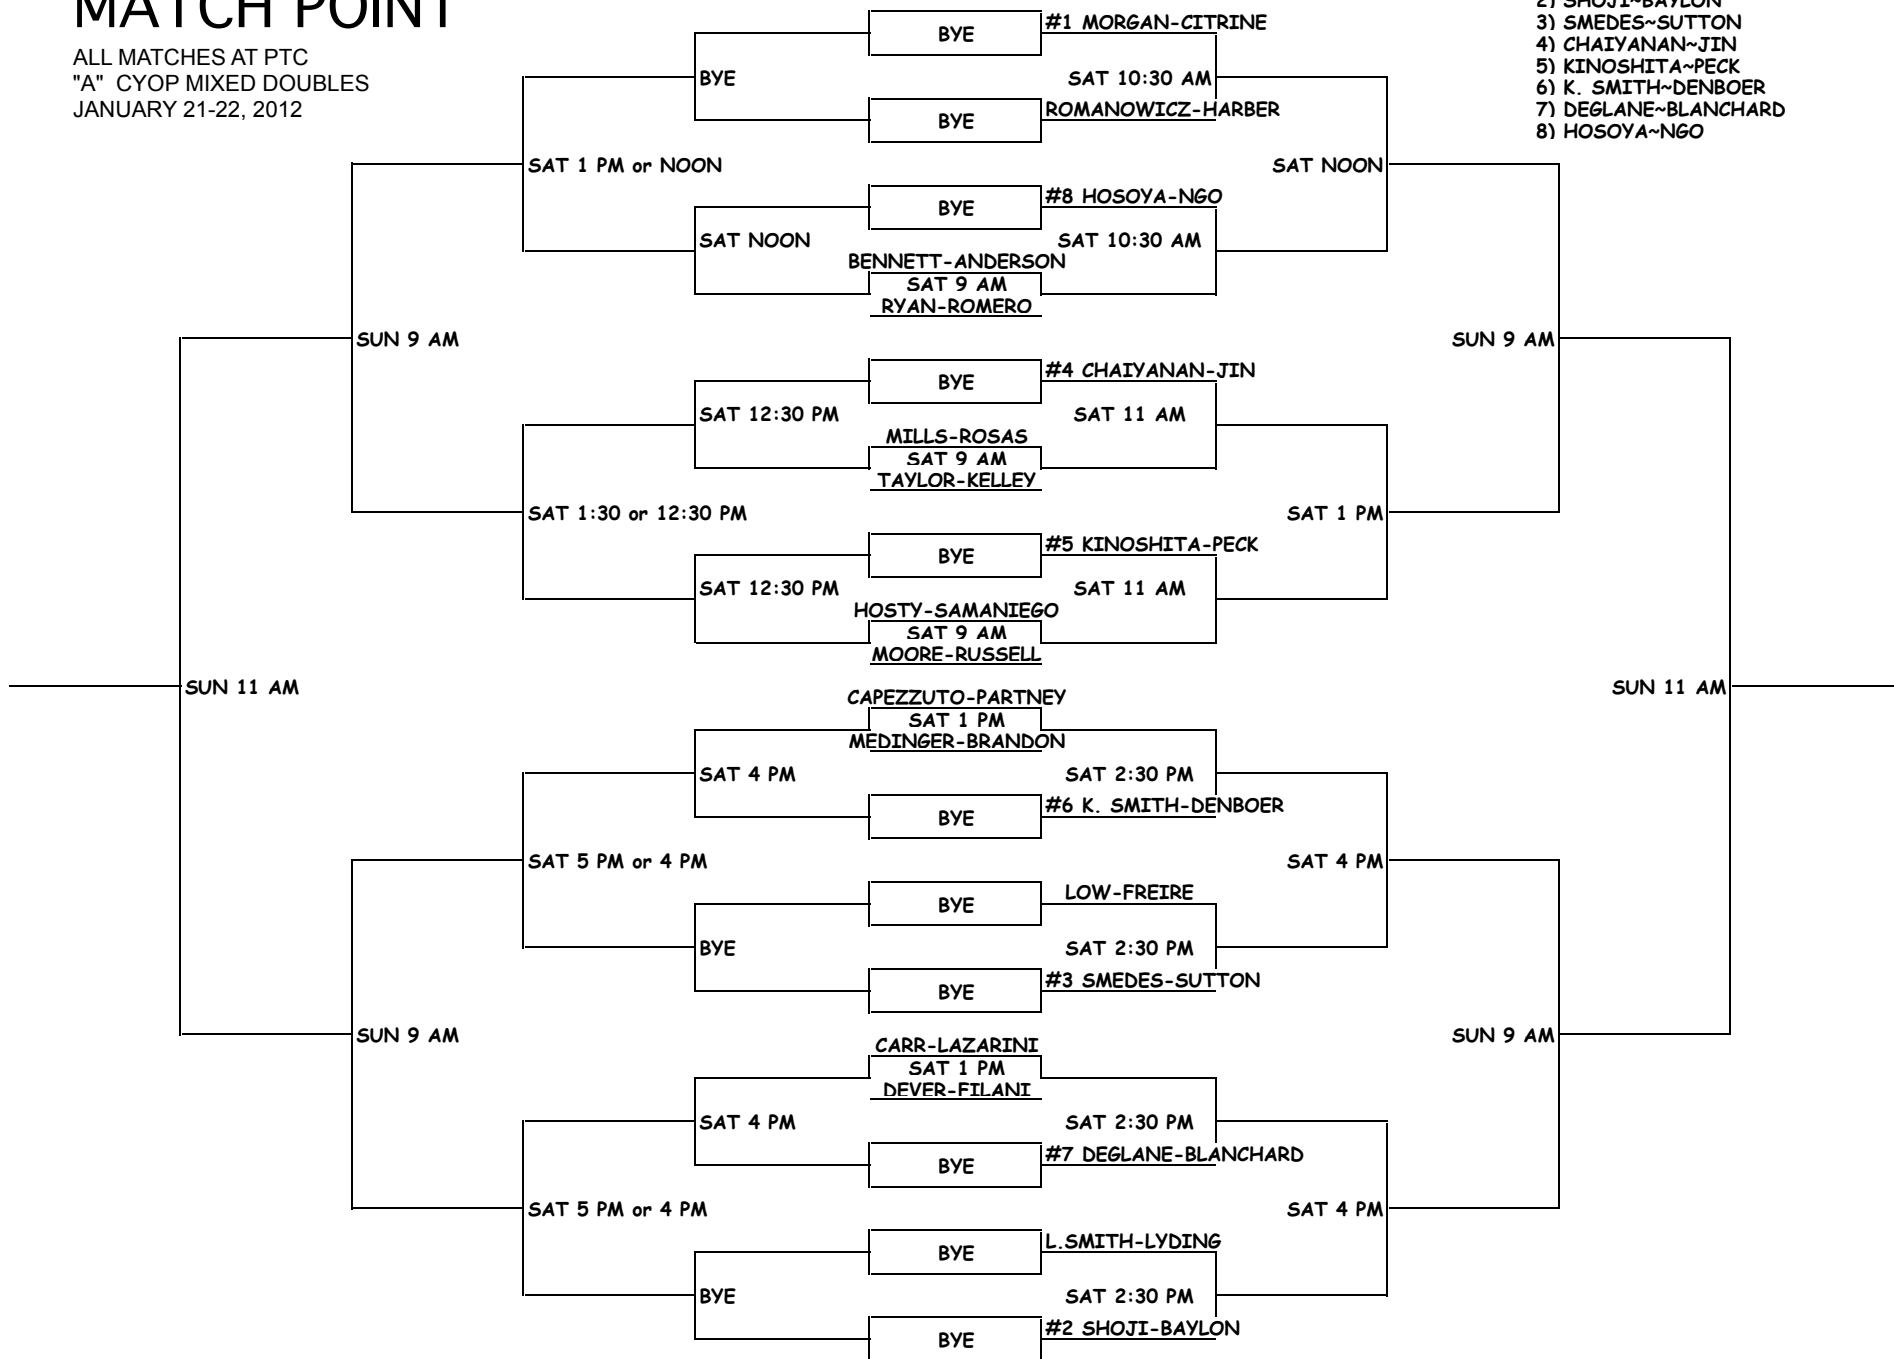 MATCH POINT
ALL MATCHES AT PTC
"A" CYOP MIXED DOUBLES
JANUARY 21-22, 2012
2) SHOJI~BAYLON
3) SMEDES~SUTTON
4) CHAIYANAN~JIN
5) KINOSHITA~PECK
6) K. SMITH~DENBOER
7) DEGLANE~BLANCHARD
8) HOSOYA~NGO
#1 MORGAN-CITRINE
BYE
BYE
SAT 10:30 AM
ROMANOWICZ-HARBER
BYE
SAT 1 PM or NOON
SAT NOON
#8 HOSOYA-NGO
BYE
SAT NOON
SAT 10:30 AM
BENNETT-ANDERSON
SAT 9 AM
RYAN-ROMERO
SUN 9 AM
SUN 9 AM
#4 CHAIYANAN-JIN
BYE
SAT 12:30 PM
SAT 11 AM
MILLS-ROSAS
SAT 9 AM
TAYLOR-KELLEY
SAT 1:30 or 12:30 PM
SAT 1 PM
#5 KINOSHITA-PECK
BYE
SAT 12:30 PM
SAT 11 AM
HOSTY-SAMANIEGO
SAT 9 AM
MOORE-RUSSELL
SUN 11 AM
SUN 11 AM
CAPEZZUTO-PARTNEY
SAT 1 PM
MEDINGER-BRANDON
SAT 4 PM
SAT 2:30 PM
#6 K. SMITH-DENBOER
BYE
SAT 5 PM or 4 PM
SAT 4 PM
LOW-FREIRE
BYE
BYE
SAT 2:30 PM
#3 SMEDES-SUTTON
BYE
SUN 9 AM
SUN 9 AM
CARR-LAZARINI
SAT 1 PM
DEVER-FILANI
SAT 4 PM
SAT 2:30 PM
#7 DEGLANE-BLANCHARD
BYE
SAT 5 PM or 4 PM
SAT 4 PM
L.SMITH-LYDING
BYE
BYE
SAT 2:30 PM
#2 SHOJI-BAYLON
BYE